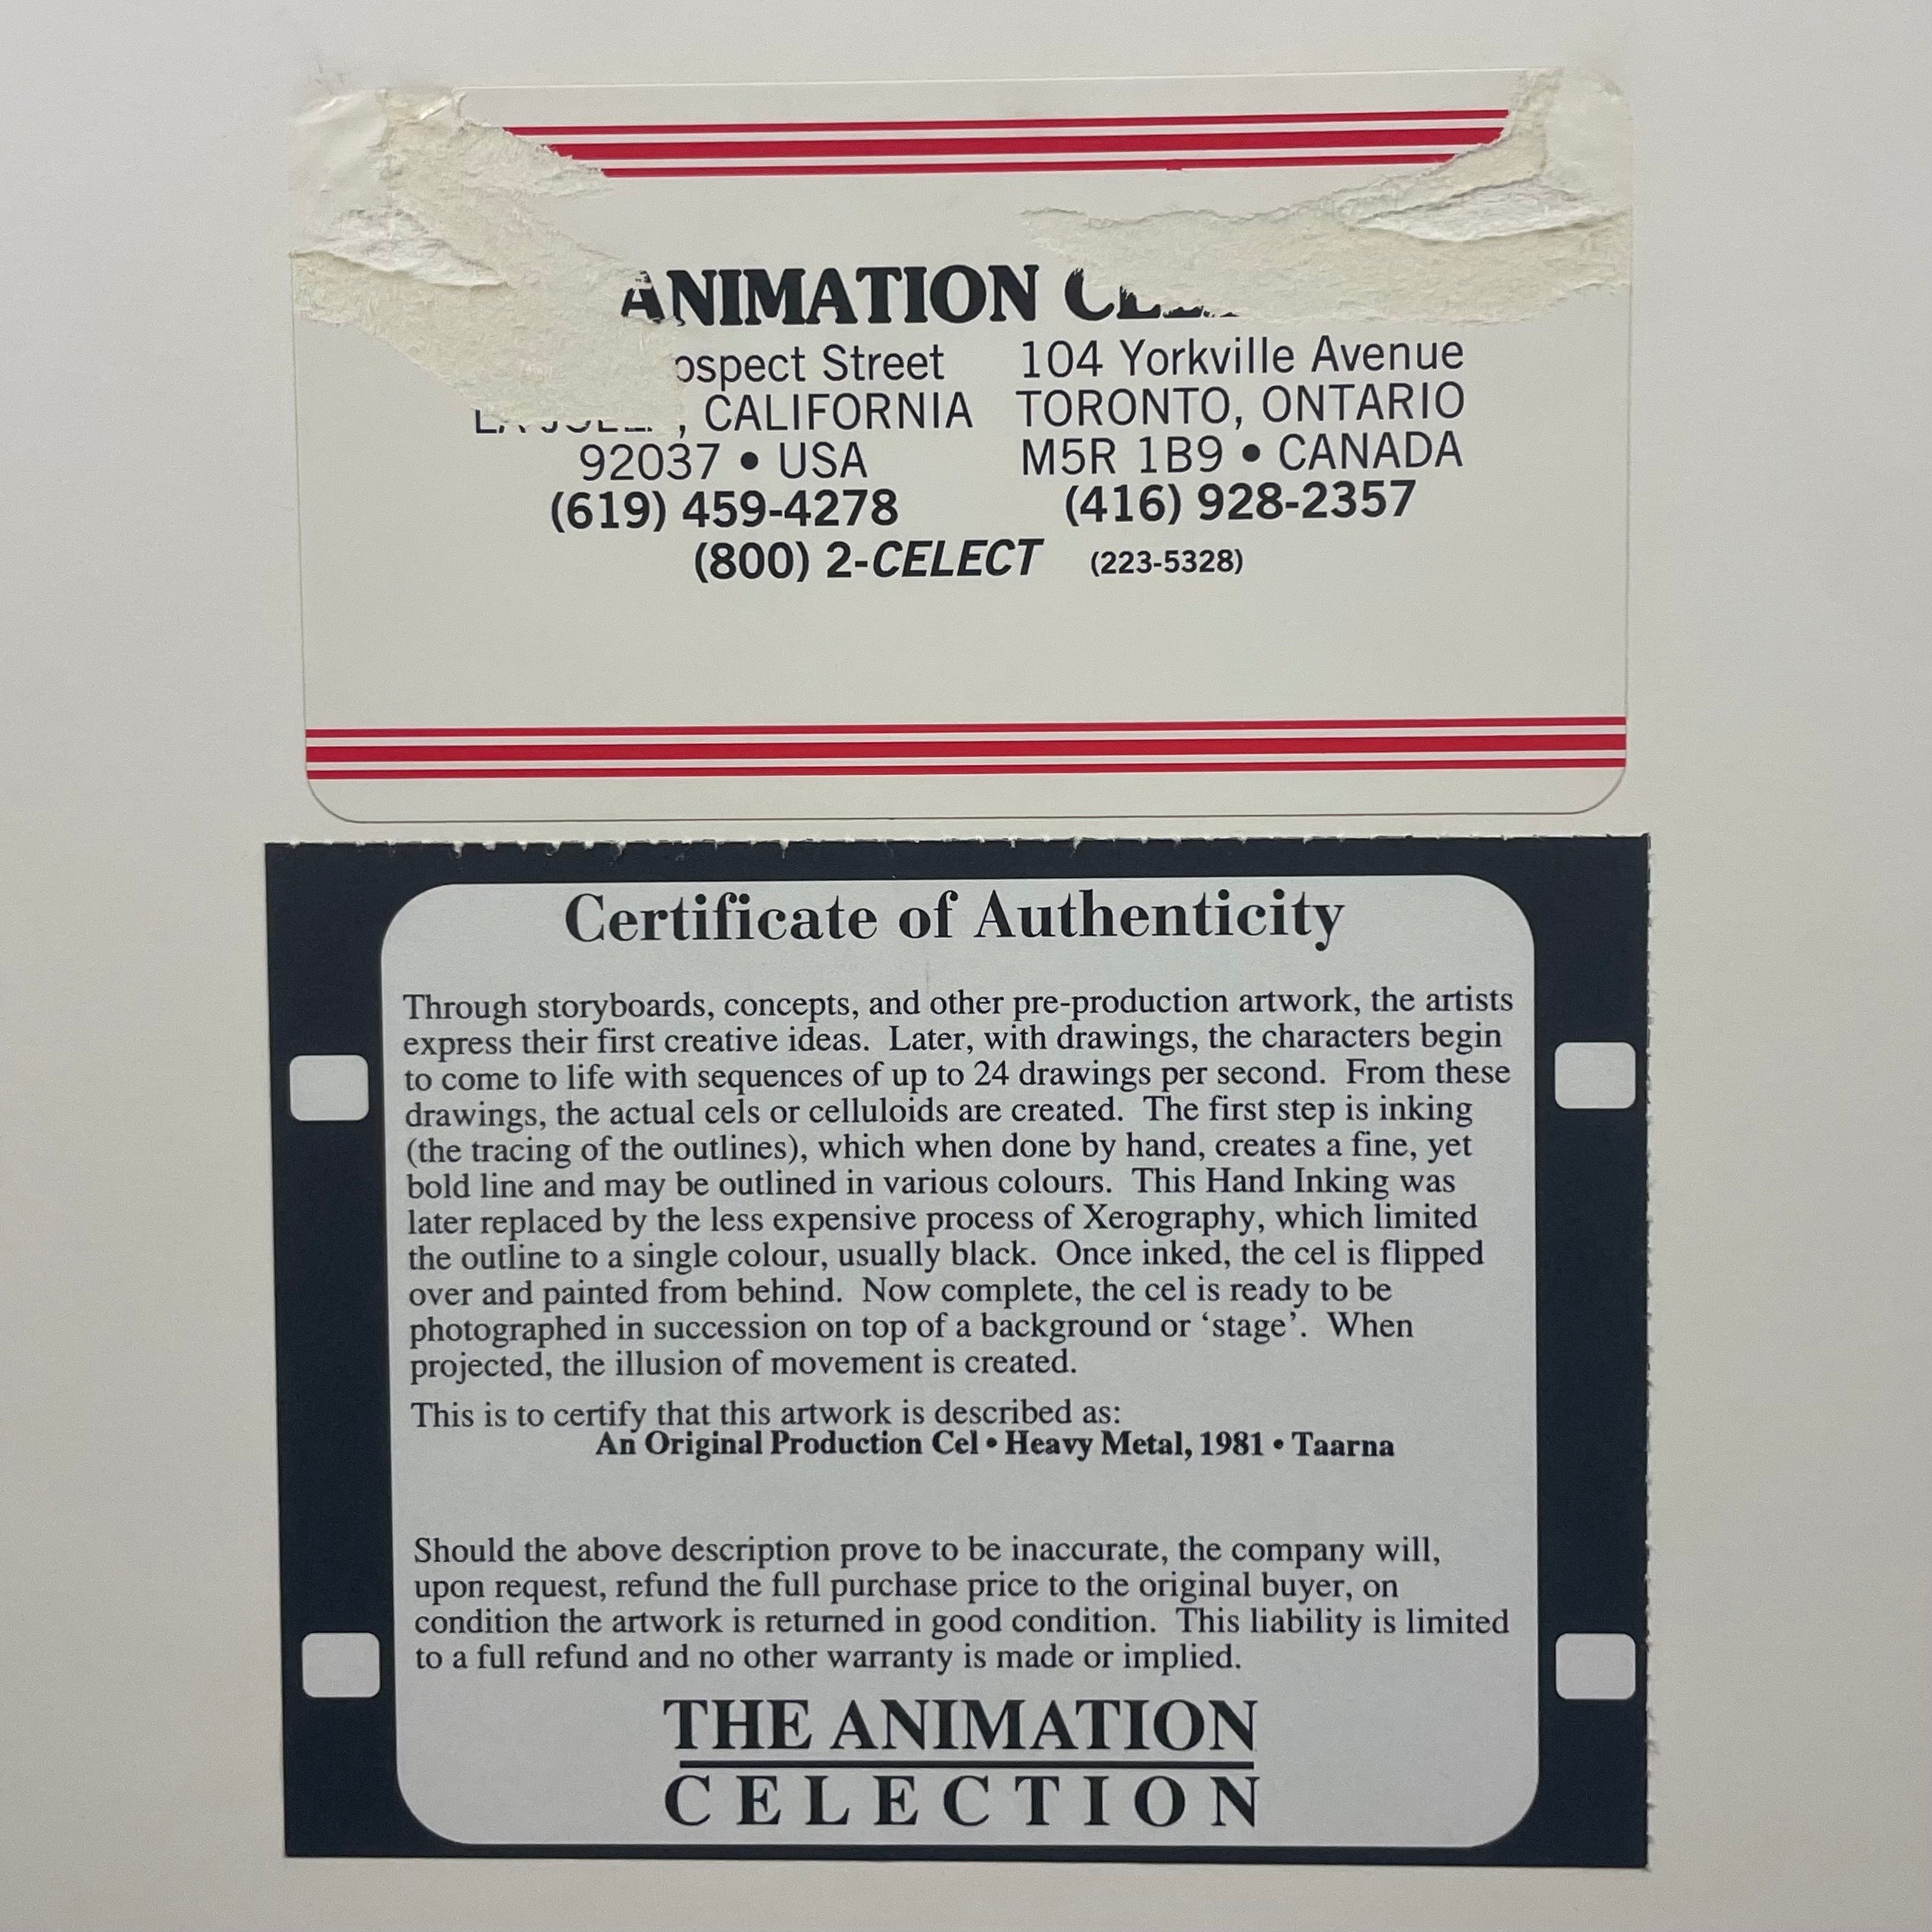 ANIMATION
Street 104 Yorkville Avenue
, CALIFORNIA TORONTO, ONTARIO
92037 • USA M5R 1B9 • CANADA
(619) 459-4278 (416) 928-2357
(800) 2-CELECT (223-5328)
Certificate of Authenticity
Through storyboards, concepts, and other pre-production artwork, the artists
express their first creative ideas. Later, with drawings, the characters begin
to come to life with sequences of up to 24 drawings per second. From these
drawings, the actual cels or celluloids are created. The first step is inking
(the tracing of the outlines), which when done by hand, creates a fine, yet
bold line and may be outlined in various colours. This Hand Inking was
later replaced by the less expensive process of Xerography, which limited
the outline to a single colour, usually black. Once inked, the cel is flipped
over and painted from behind. Now complete, the cel is ready to be
photographed in succession on top of a background or ‘stage’. When
projected, the illusion of movement is created.
This is to certify that this artwork is described as:
An Original Production Cel • Heavy Metal, 1981 • Taarna
Should the above description prove to be inaccurate, the company will,
upon request, refund the full purchase price to the original buyer, on
condition the artwork is returned in good condition. This liability is limited
to a full refund and no other warranty is made or implied.
THE ANIMATION
CELECTION